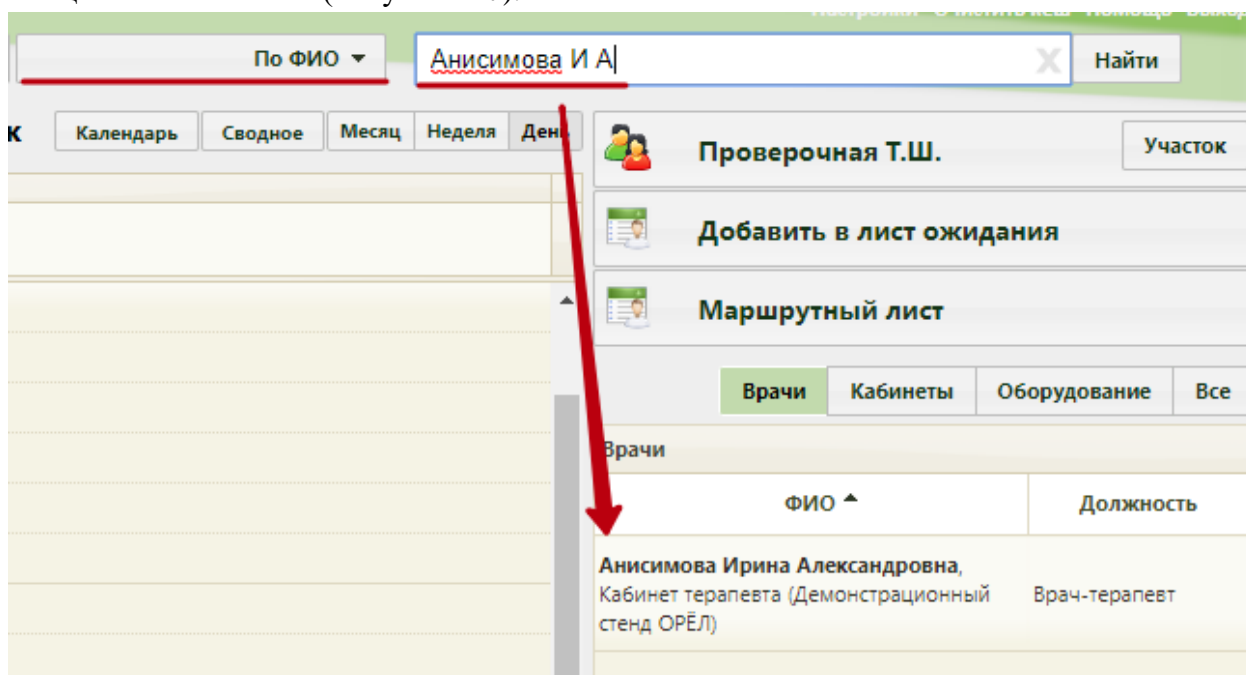 По ФИО
Анисимова И А
Найти
Календарь Сводное Месяц Неделя День
Проверочная Т.Ш.
Участок
Добавить в лист ожидания
Маршрутный лист
Врачи Кабинеты Оборудование Все
Врачи
ФИО Должность
Анисимова Ирина Александровна,
Кабинет терапевта (Демонстрационный Врач-терапевт
стенд ОРЁЛ)